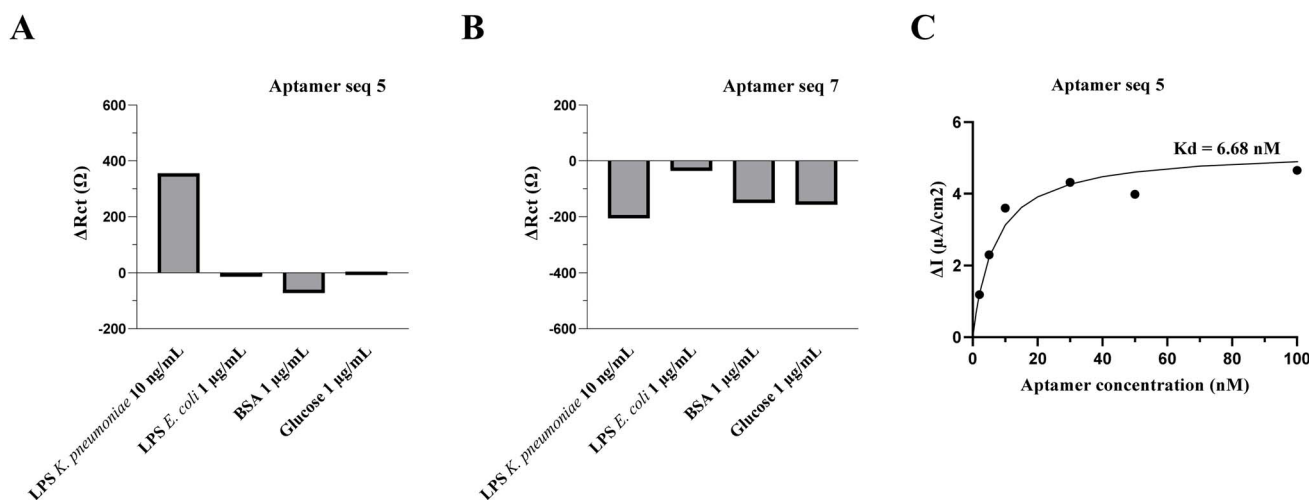 A
Aptamer seq 5
600
400
200
0
-200
ΔRct (Ω)
LPS K. pneumoniae 10 ng/mL
LPS E. coli 1 µg/mL
BSA 1 µg/mL
Glucose 1 µg/mL
B
Aptamer seq 7
200
0
-200
-400
-600
ΔRct (Ω)
LPS K. pneumoniae 10 ng/mL
LPS E. coli 1 µg/mL
BSA 1 µg/mL
Glucose 1 µg/mL
C
Aptamer seq 5
Kd = 6.68 nM
6
4
2
0
ΔI (µA/cm2)
0 20 40 60 80 100
Aptamer concentration (nM)